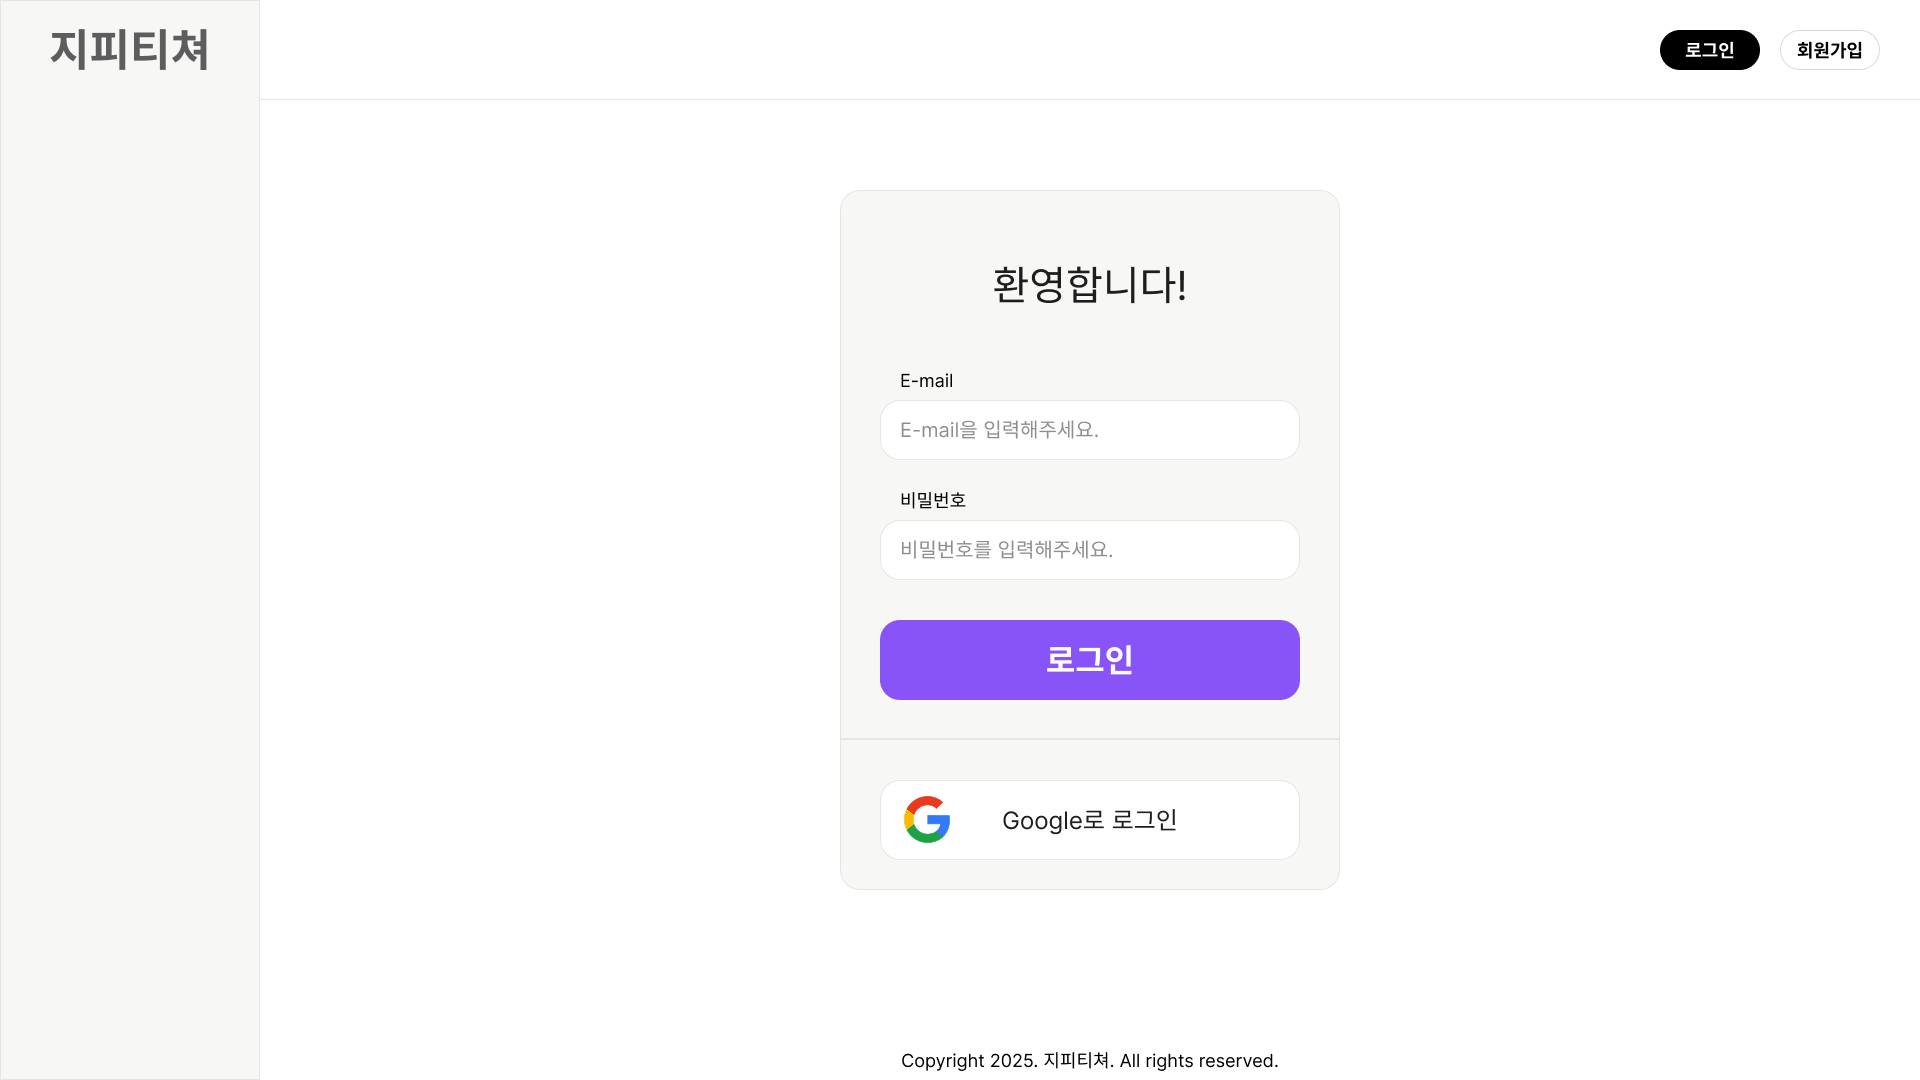 지피티쳐
로그인
회원가입
환영합니다!
E-mail
E-mail을 입력해주세요.
비밀번호
비밀번호를 입력해주세요.
로그인
Google로 로그인
Copyright 2025. 지피티쳐. All rights reserved.